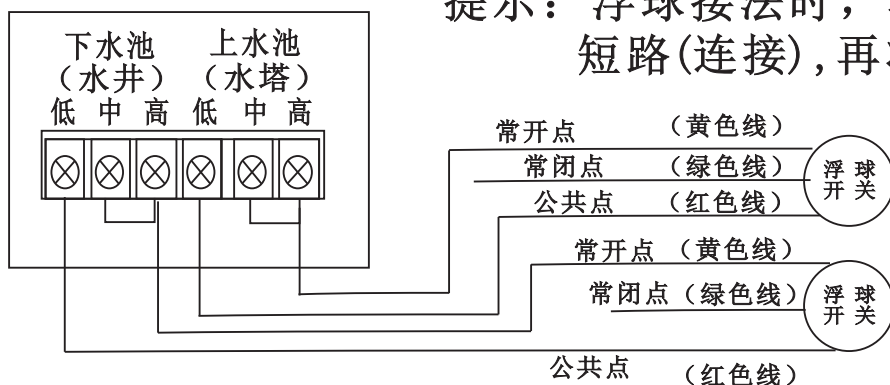 提示：浮球接法时，
短路(连接)，再
下水池 上水池
（水井） （水塔）
低 中 高 低 中 高
常开点 （黄色线）
常闭点 （绿色线）
公共点 （红色线）
浮球
开关
常开点 （黄色线）
常闭点 （绿色线）
公共点 （红色线）
浮球
开关